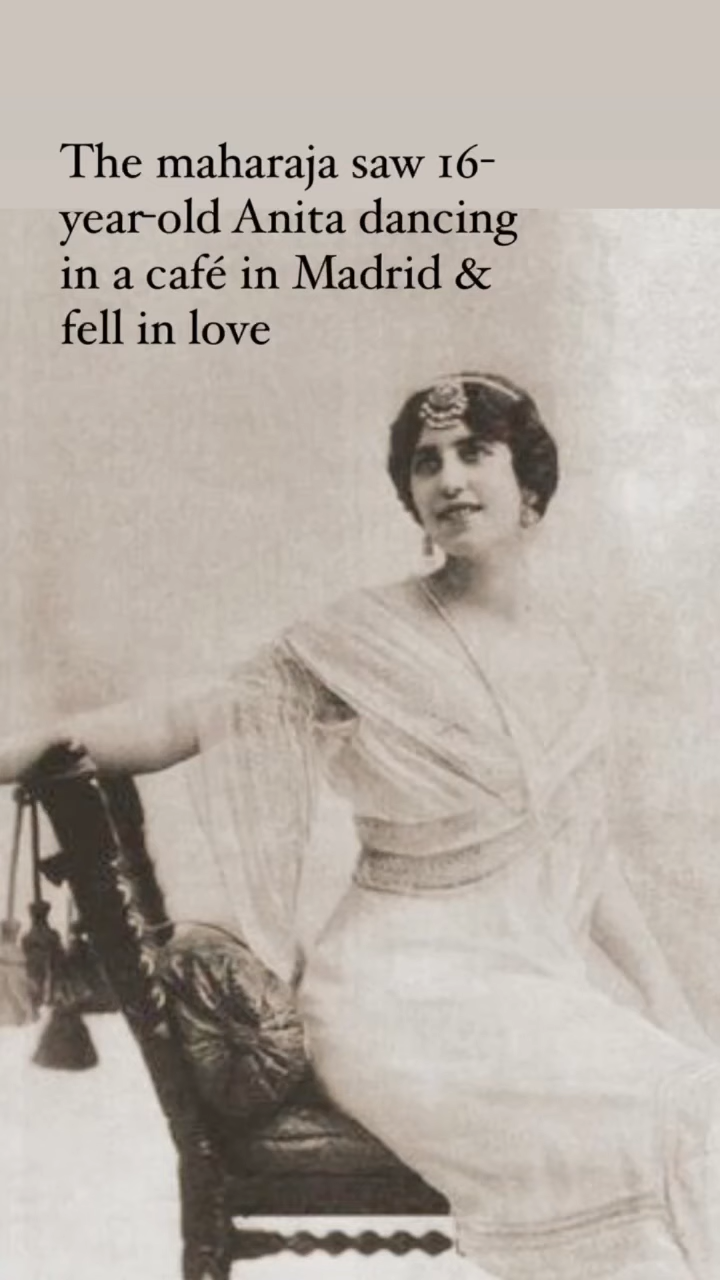 The maharaja saw 16-
year-old Anita dancing
in a café in Madrid &
fell in love